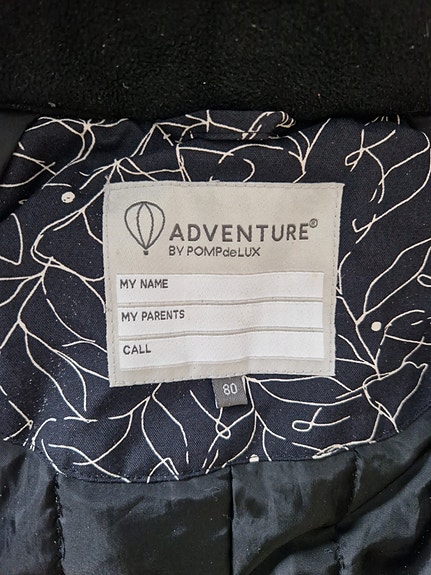 ADVENTURE®
BY POMPdeLUX
MY NAME
MY PARENTS
CALL
80